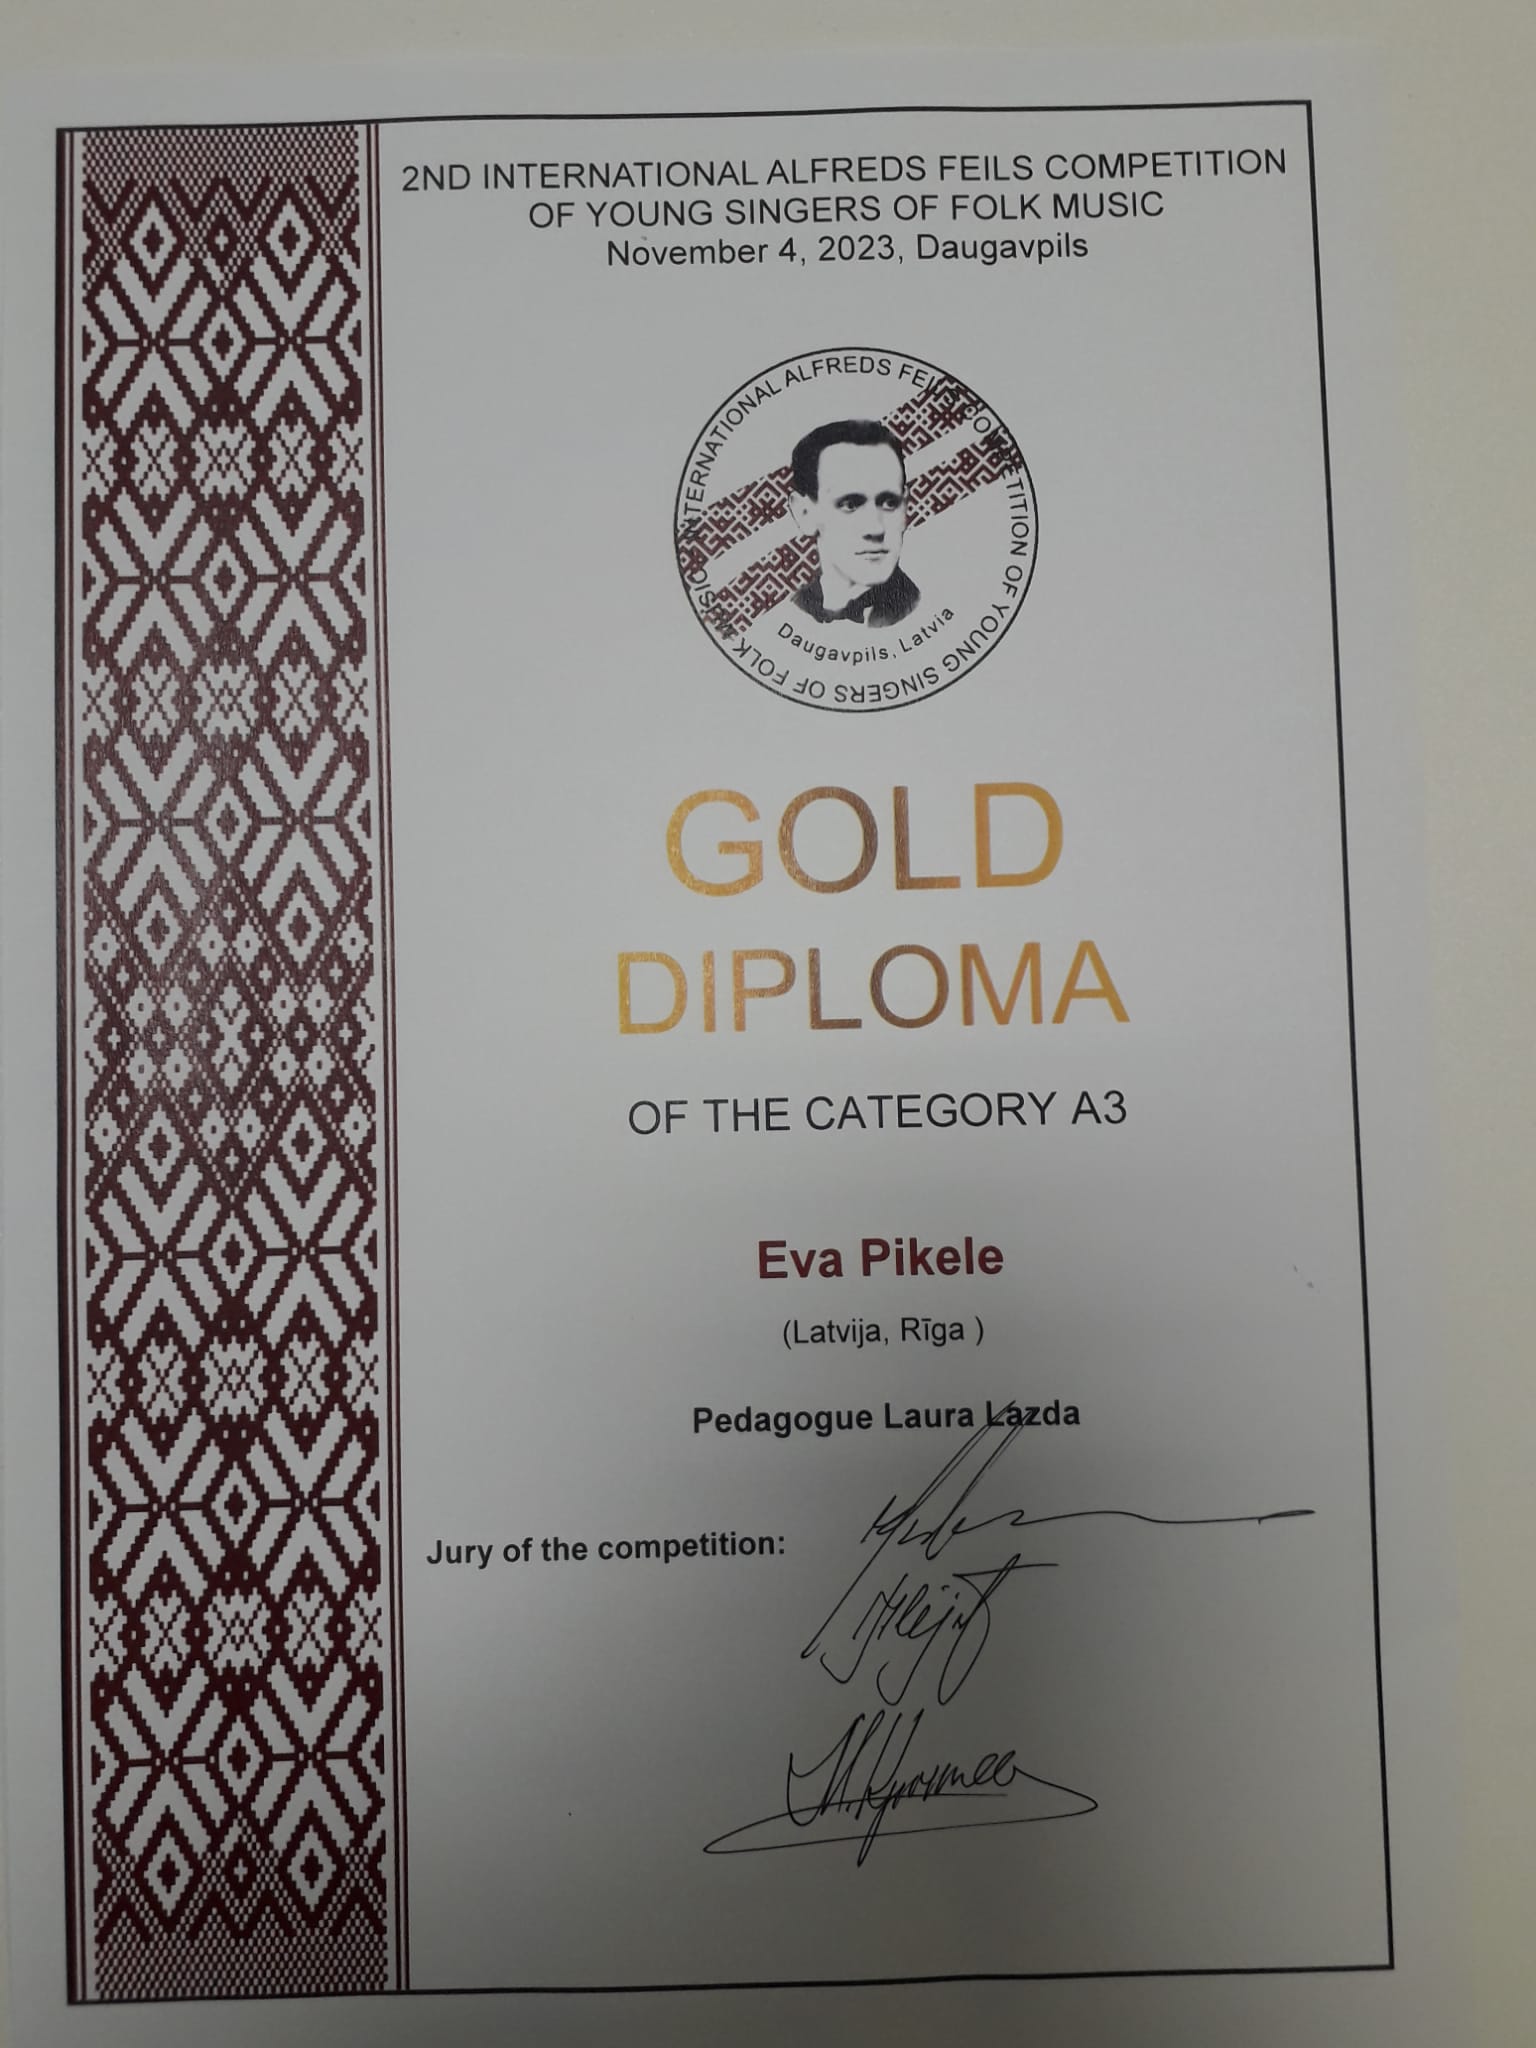 2ND INTERNATIONAL ALFREDS FEILS COMPETITION
OF YOUNG SINGERS OF FOLK MUSIC
November 4, 2023, Daugavpils
INTERNATIONAL ALFREDS FEILS COMPETITION OF YOUNG SINGERS OF FOLK MUSIC
Daugavpils, Latvia
GOLD
DIPLOMA
OF THE CATEGORY A3
Eva Pikele
(Latvija, Rīga )
Pedagogue Laura Lazda
Jury of the competition: